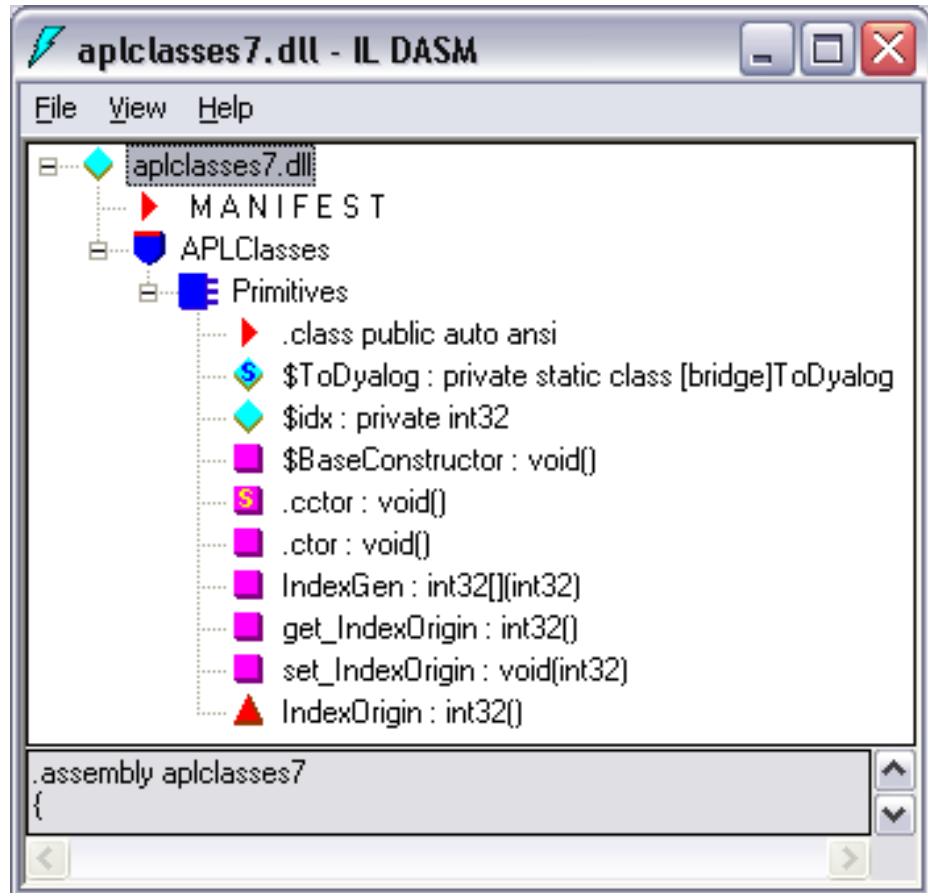 aplclasses7.dll - IL DASM
File View Help
aplclasses7.dll
M A N I F E S T
APLClasses
Primitives
.class public auto ansi
$ToDyalog : private static class [bridge]ToDyalog
$idx : private int32
$BaseConstructor : void()
.cctor : void()
.ctor : void()
IndexGen : int32[](int32)
get_IndexOrigin : int32()
set_IndexOrigin : void(int32)
IndexOrigin : int32()
.assembly aplclasses7
{